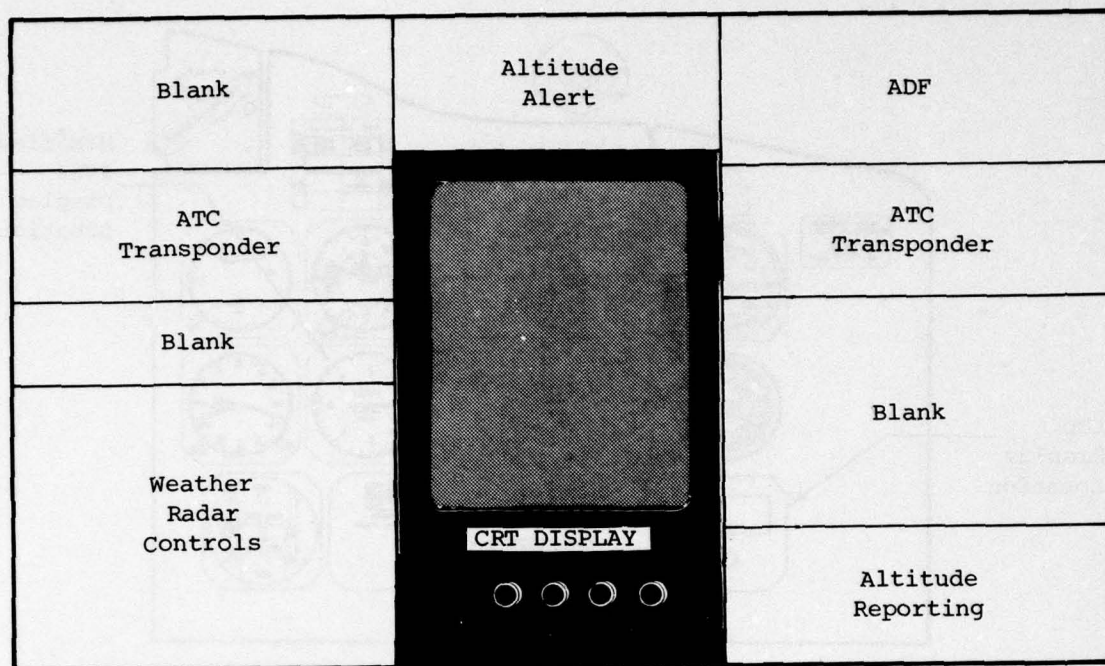 Blank
ATC
Transponder
Blank
Weather
Radar
Controls
Altitude
Alert
CRT DISPLAY
ADF
ATC
Transponder
Blank
Altitude
Reporting